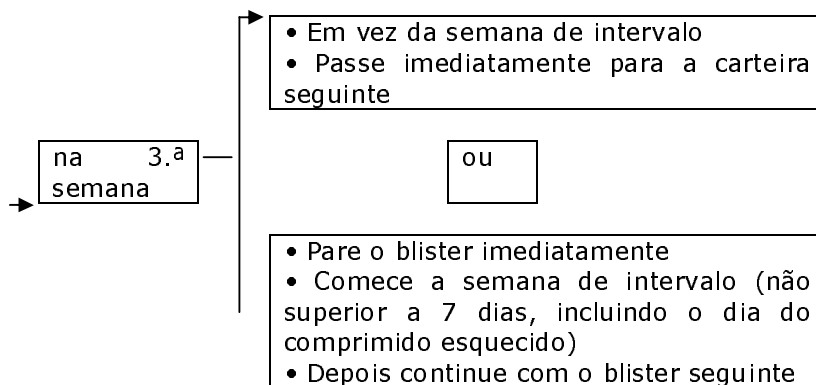 • Em vez da semana de intervalo
• Passe imediatamente para a carteira
seguinte
na 3.ª
semana
ou
• Pare o blister imediatamente
• Comece a semana de intervalo (não
superior a 7 dias, incluindo o dia do
comprimido esquecido)
• Depois continue com o blister seguinte